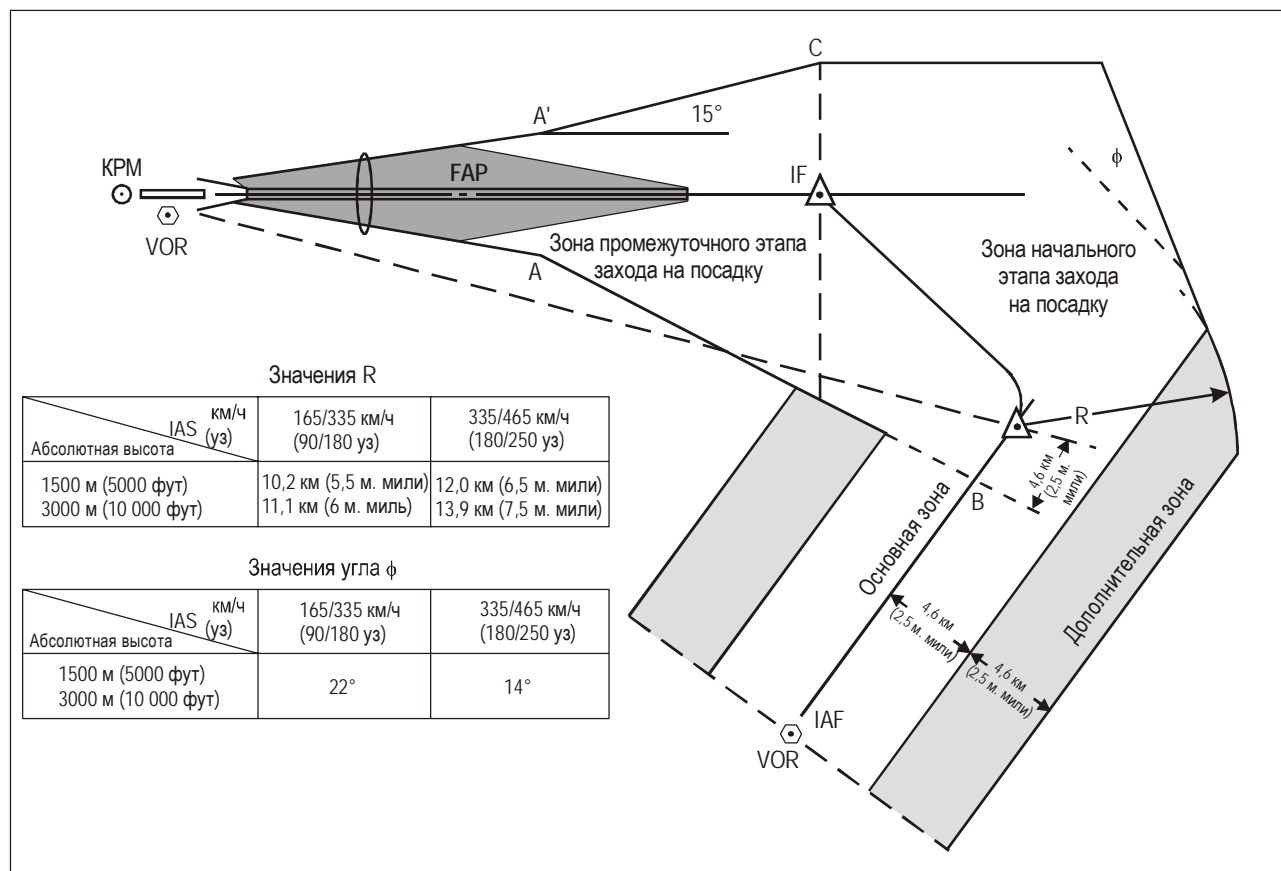 C
A'
15°
КРМ
FAP
IF
ϕ
VOR
A
Зона промежуточного этапа
захода на посадку
Зона начального
этапа захода
на посадку
R
4,6 км
(2,5 м.
мили)
B
Основная зона
Дополнительная зона
4,6 км
(2,5 м. мили)
4,6 км
(2,5 м. мили)
IAF
VOR
Значения R
км/ч
IAS (уз)
Абсолютная высота
165/335 км/ч
(90/180 уз)
335/465 км/ч
(180/250 уз)
1500 м (5000 фут)
3000 м (10 000 фут)
10,2 км (5,5 м. мили)
11,1 км (6 м. миль)
12,0 км (6,5 м. мили)
13,9 км (7,5 м. мили)
Значения угла ϕ
км/ч
IAS (уз)
Абсолютная высота
165/335 км/ч
(90/180 уз)
335/465 км/ч
(180/250 уз)
1500 м (5000 фут)
3000 м (10 000 фут)
22°
14°